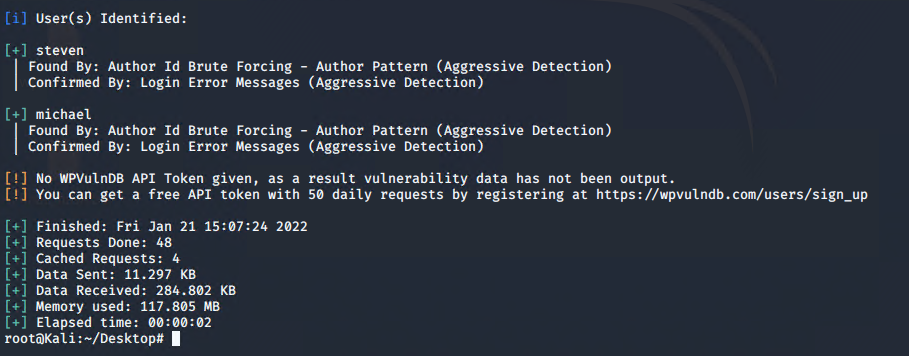 [i] User(s) Identified:
[+] steven
| Found By: Author Id Brute Forcing - Author Pattern (Aggressive Detection)
| Confirmed By: Login Error Messages (Aggressive Detection)
[+] michael
| Found By: Author Id Brute Forcing - Author Pattern (Aggressive Detection)
| Confirmed By: Login Error Messages (Aggressive Detection)
[!] No WPVulnDB API Token given, as a result vulnerability data has not been output.
[!] You can get a free API token with 50 daily requests by registering at https://wpvulndb.com/users/sign_up
[+] Finished: Fri Jan 21 15:07:24 2022
[+] Requests Done: 48
[+] Cached Requests: 4
[+] Data Sent: 11.297 KB
[+] Data Received: 284.802 KB
[+] Memory used: 117.805 MB
[+] Elapsed time: 00:00:02
root@Kali:~/Desktop#